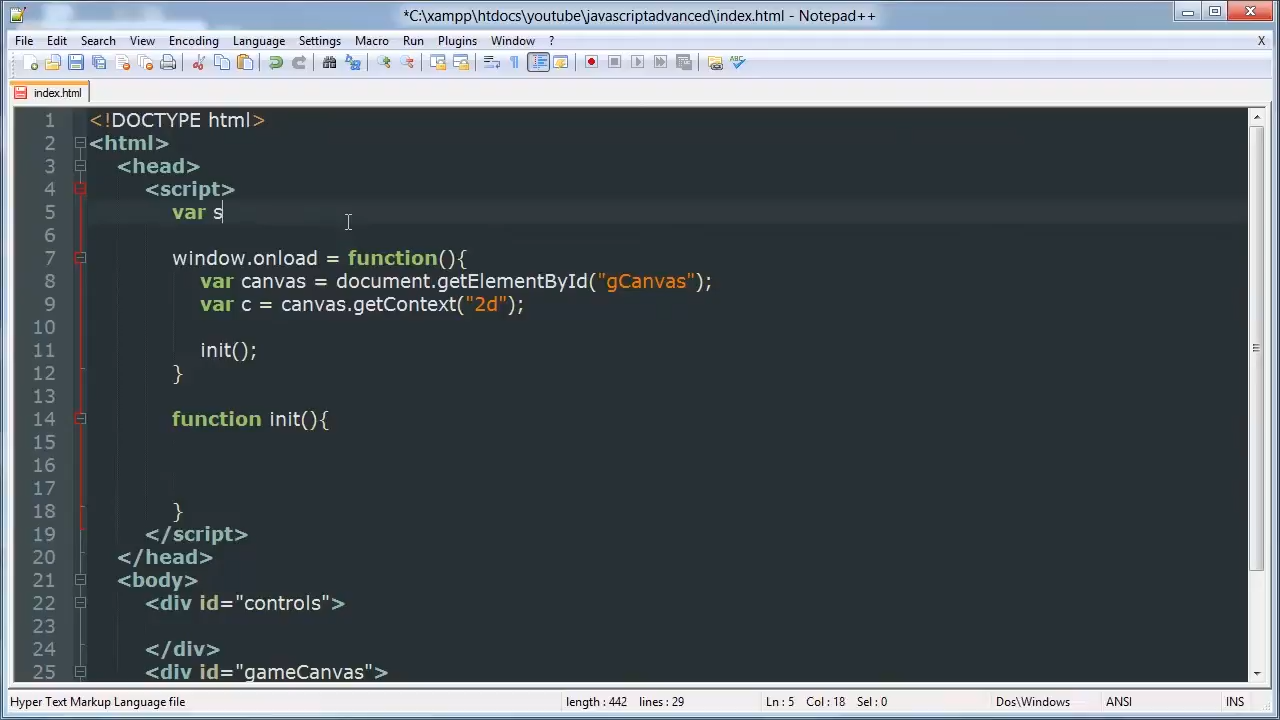 *C:\xampp\htdocs\youtube\javascriptadvanced\index.html - Notepad++
File Edit Search View Encoding Language Settings Macro Run Plugins Window ? X
index.html
1 <!DOCTYPE html>
2 <html>
3 <head>
4 <script>
5 var s
6
7 window.onload = function(){
8 var canvas = document.getElementById("gCanvas");
9 var c = canvas.getContext("2d");
10
11 init();
12 }
13
14 function init(){
15
16
17
18 }
19 </script>
20 </head>
21 <body>
22 <div id="controls">
23
24 </div>
25 <div id="gameCanvas">
Hyper Text Markup Language file length : 442 lines : 29 Ln : 5 Col : 18 Sel : 0 Dos\Windows ANSI INS